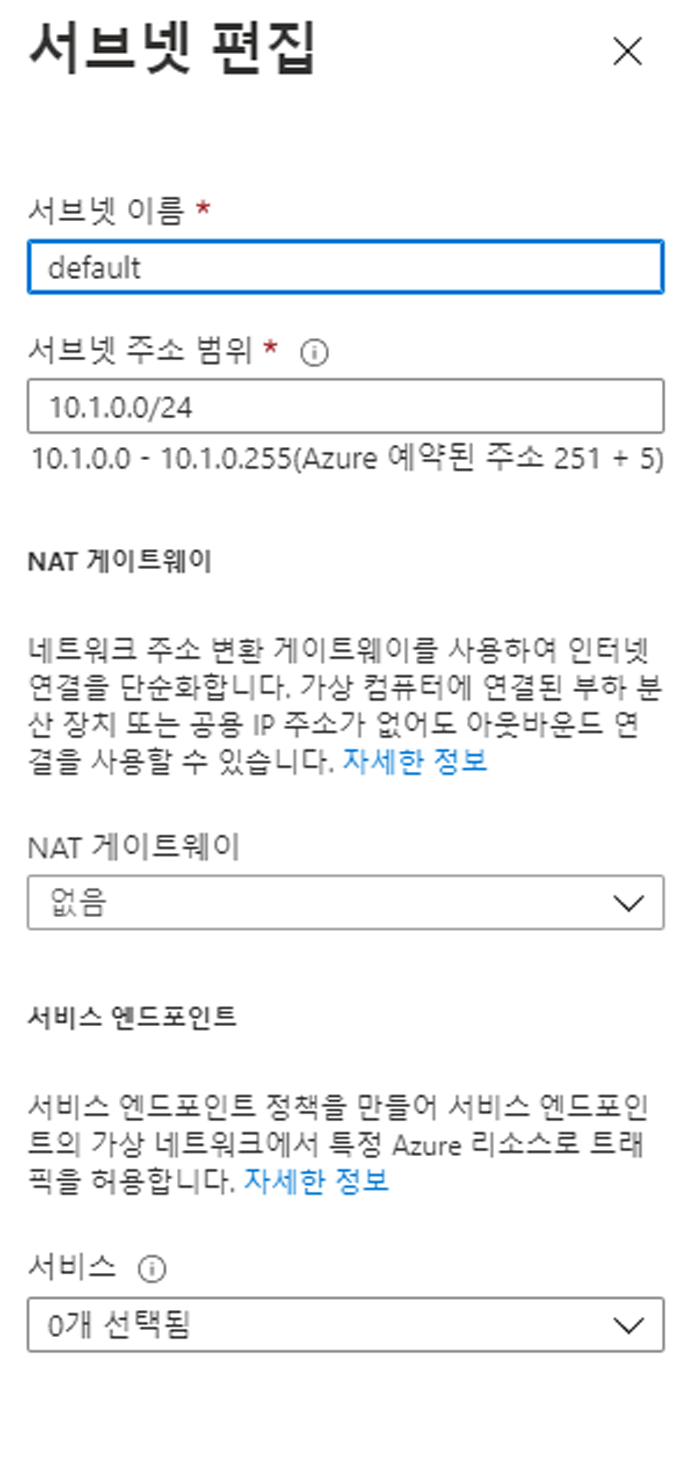 서브넷 편집
서브넷 이름 *
default
서브넷 주소 범위 *
10.1.0.0/24
10.1.0.0 - 10.1.0.255(Azure 예약된 주소 251 + 5)
NAT 게이트웨이
네트워크 주소 변환 게이트웨이를 사용하여 인터넷
연결을 단순화합니다. 가상 컴퓨터에 연결된 부하 분
산 장치 또는 공용 IP 주소가 없어도 아웃바운드 연
결을 사용할 수 있습니다. 자세한 정보
NAT 게이트웨이
없음
서비스 엔드포인트
서비스 엔드포인트 정책을 만들어 서비스 엔드포인
트의 가상 네트워크에서 특정 Azure 리소스로 트래
픽을 허용합니다. 자세한 정보
서비스
0개 선택됨